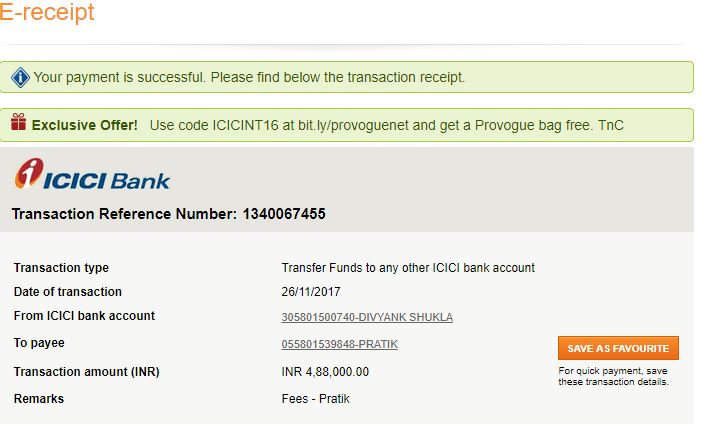 E-receipt
Your payment is successful. Please find below the transaction receipt.
Exclusive Offer! Use code ICICINT16 at bit.ly/provoguenet and get a Provogue bag free. TnC
ICICI Bank
Transaction Reference Number: 1340067455
Transaction type Transfer Funds to any other ICICI bank account
Date of transaction 26/11/2017
From ICICI bank account 305801500740-DIVYANK SHUKLA
To payee 055801539848-PRATIK
SAVE AS FAVOURITE
Transaction amount (INR) INR 4,88,000.00
For quick payment, save
these transaction details.
Remarks Fees - Pratik